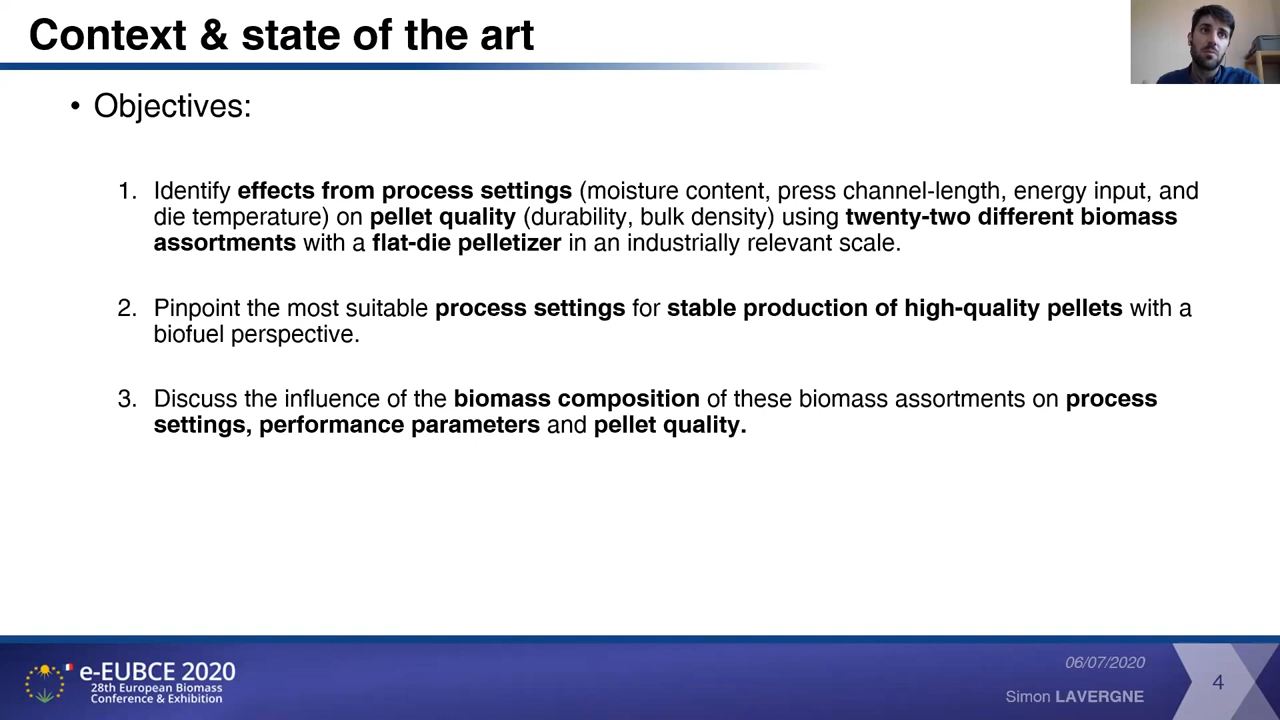 Context & state of the art
• Objectives:
1. Identify effects from process settings (moisture content, press channel-length, energy input, and
die temperature) on pellet quality (durability, bulk density) using twenty-two different biomass
assortments with a flat-die pelletizer in an industrially relevant scale.
2. Pinpoint the most suitable process settings for stable production of high-quality pellets with a
biofuel perspective.
3. Discuss the influence of the biomass composition of these biomass assortments on process
settings, performance parameters and pellet quality.
e-EUBCE 2020
28th European Biomass
Conference & Exhibition
06/07/2020
Simon LAVERGNE
4